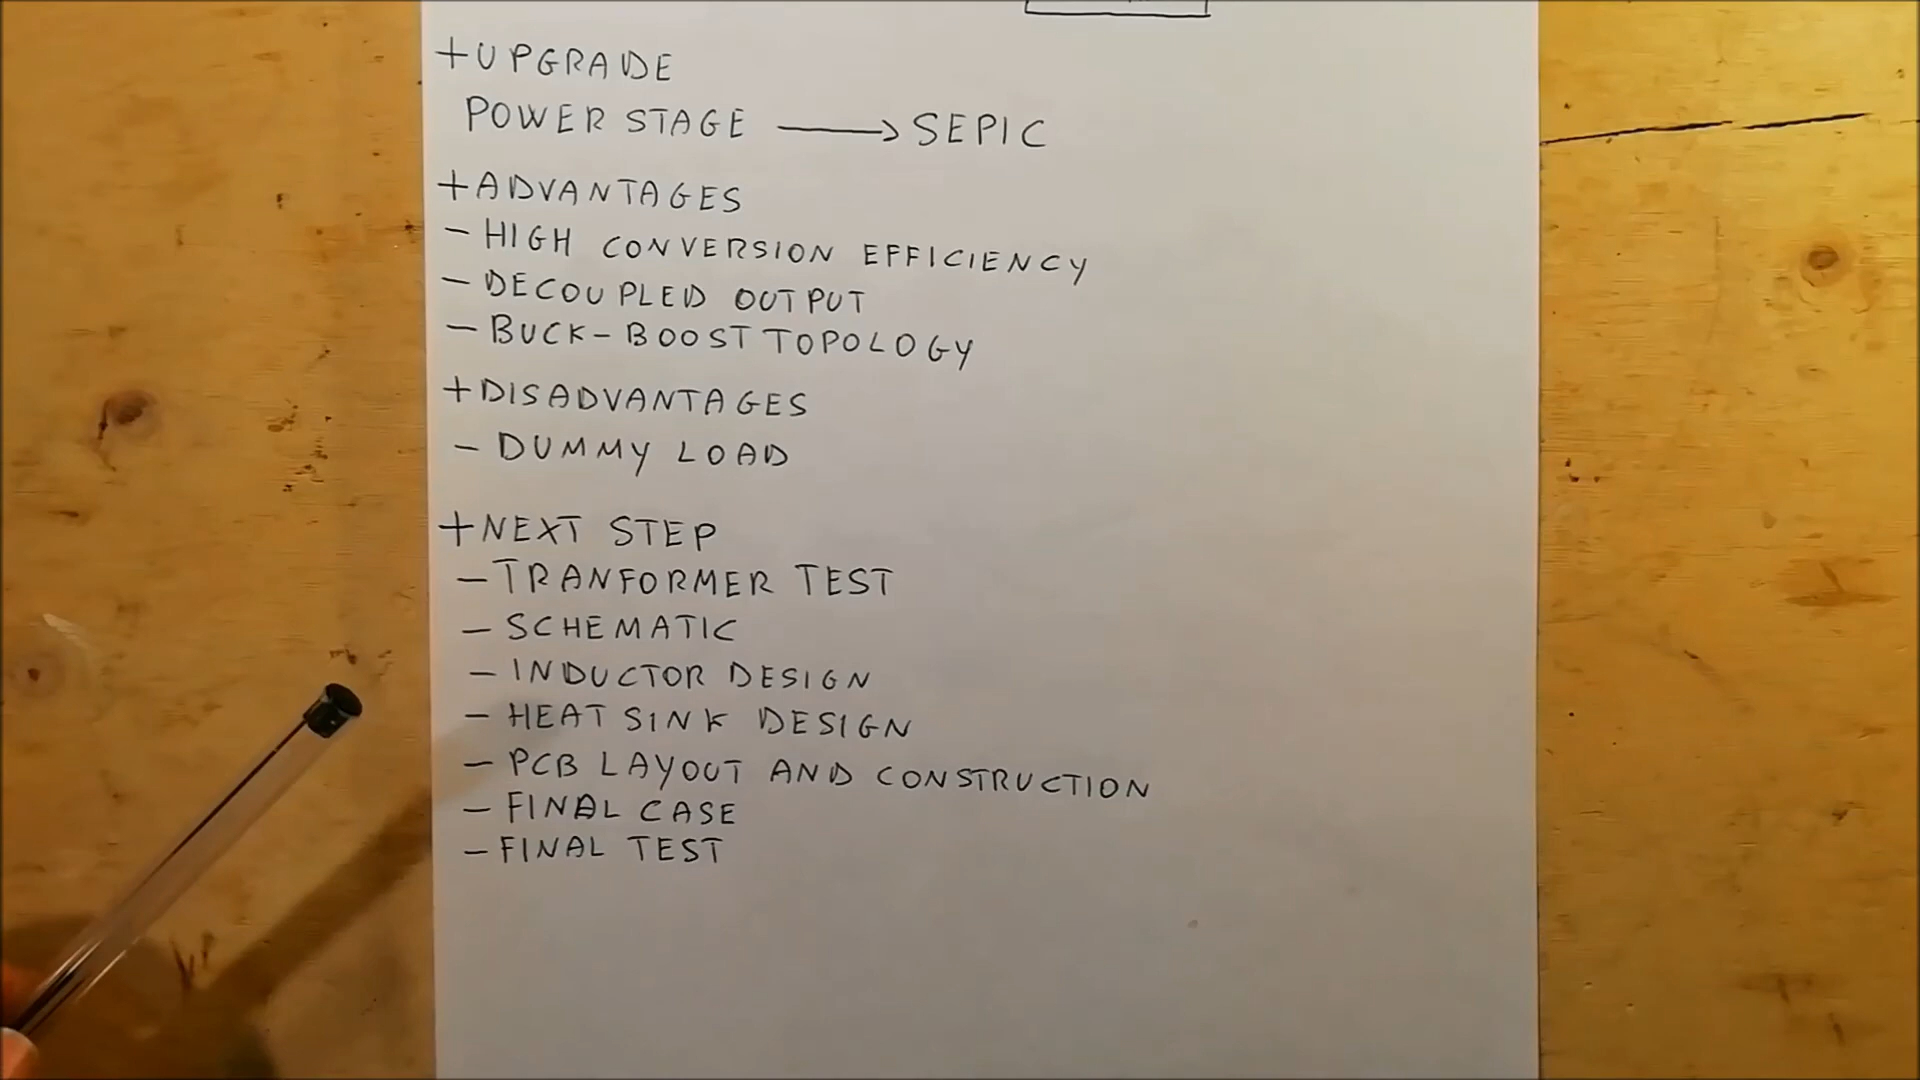 +UPGRADE
POWER STAGE → SEPIC
+ADVANTAGES
- HIGH CONVERSION EFFICIENCY
- DECOUPLED OUTPUT
- BUCK-BOOST TOPOLOGY
+DISADVANTAGES
- DUMMY LOAD
+NEXT STEP
- TRANFORMER TEST
- SCHEMATIC
- INDUCTOR DESIGN
- HEAT SINK DESIGN
- PCB LAYOUT AND CONSTRUCTION
- FINAL CASE
- FINAL TEST